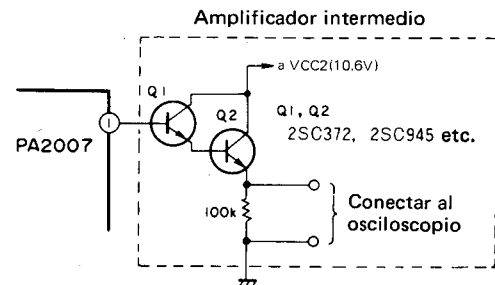 Amplificador intermedio
a VCC2(10.6V)
Q1
Q2
Q1, Q2
2SC372, 2SC945 etc.
1
PA2007
100k
Conectar al
osciloscopio